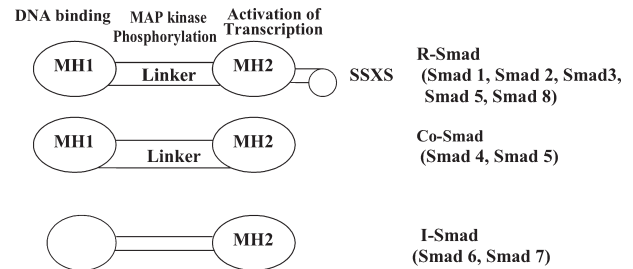 DNA binding
MAP kinase
Phosphorylation
Activation of
Transcription
MH1
Linker
MH2
SSXS
R-Smad
(Smad 1, Smad 2, Smad3,
Smad 5, Smad 8)
MH1
Linker
MH2
Co-Smad
(Smad 4, Smad 5)
MH2
I-Smad
(Smad 6, Smad 7)